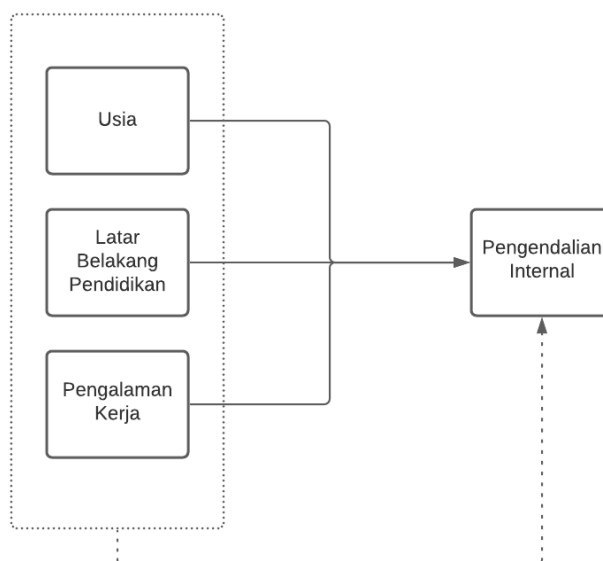 Usia
Latar
Belakang
Pendidikan
Pengalaman
Kerja
Pengendalian
Internal